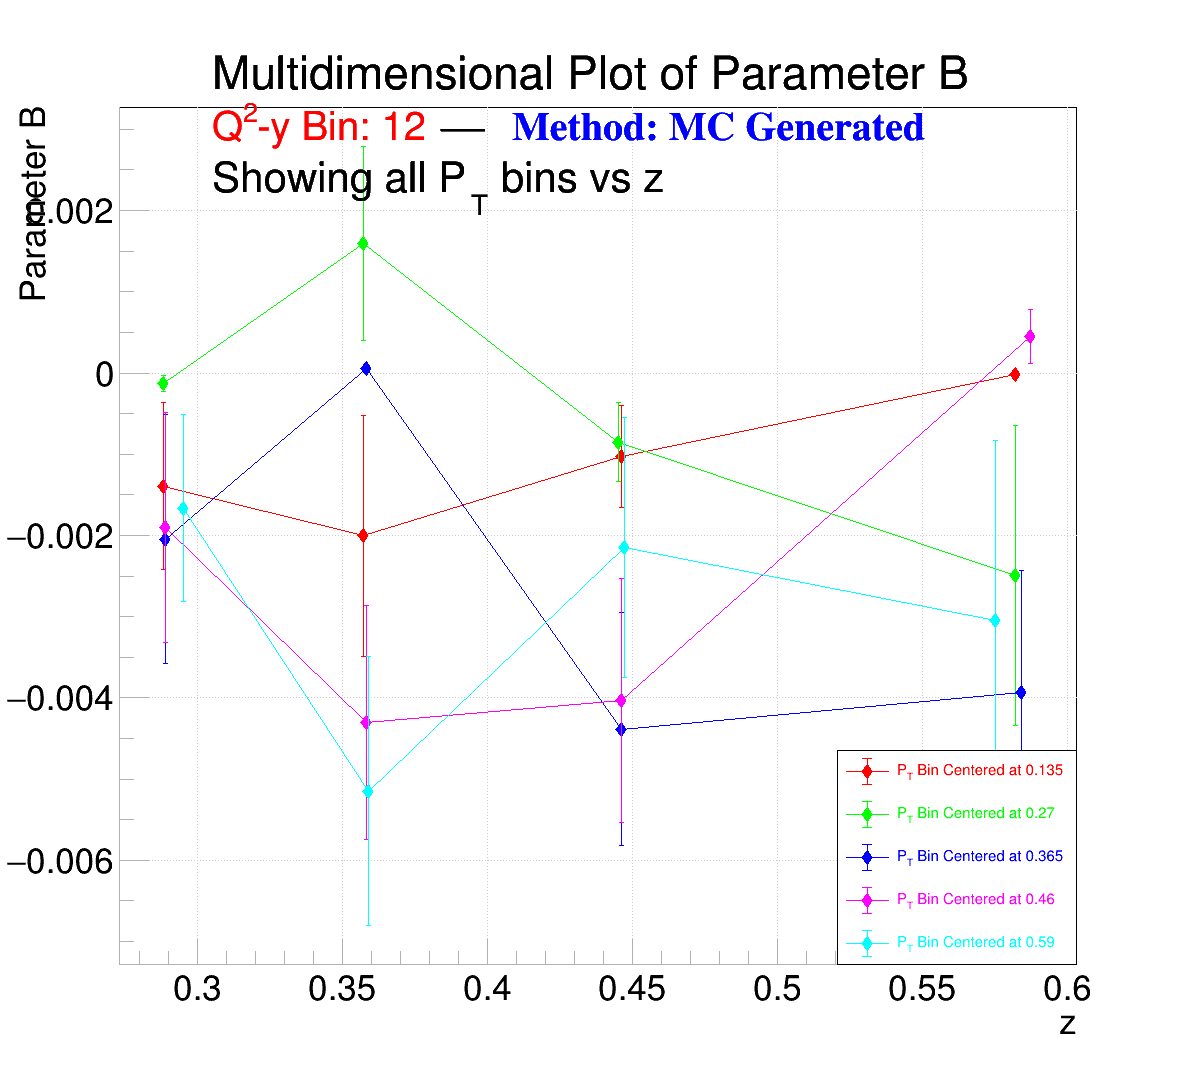 Multidimensional Plot of Parameter B
Q2-y Bin: 12 — Method: MC Generated
Showing all PT bins vs z
Parameter B
0.002
0
−0.002
−0.004
−0.006
0.3 0.35 0.4 0.45 0.5 0.55 0.6
z
PT Bin Centered at 0.135
PT Bin Centered at 0.27
PT Bin Centered at 0.365
PT Bin Centered at 0.46
PT Bin Centered at 0.59